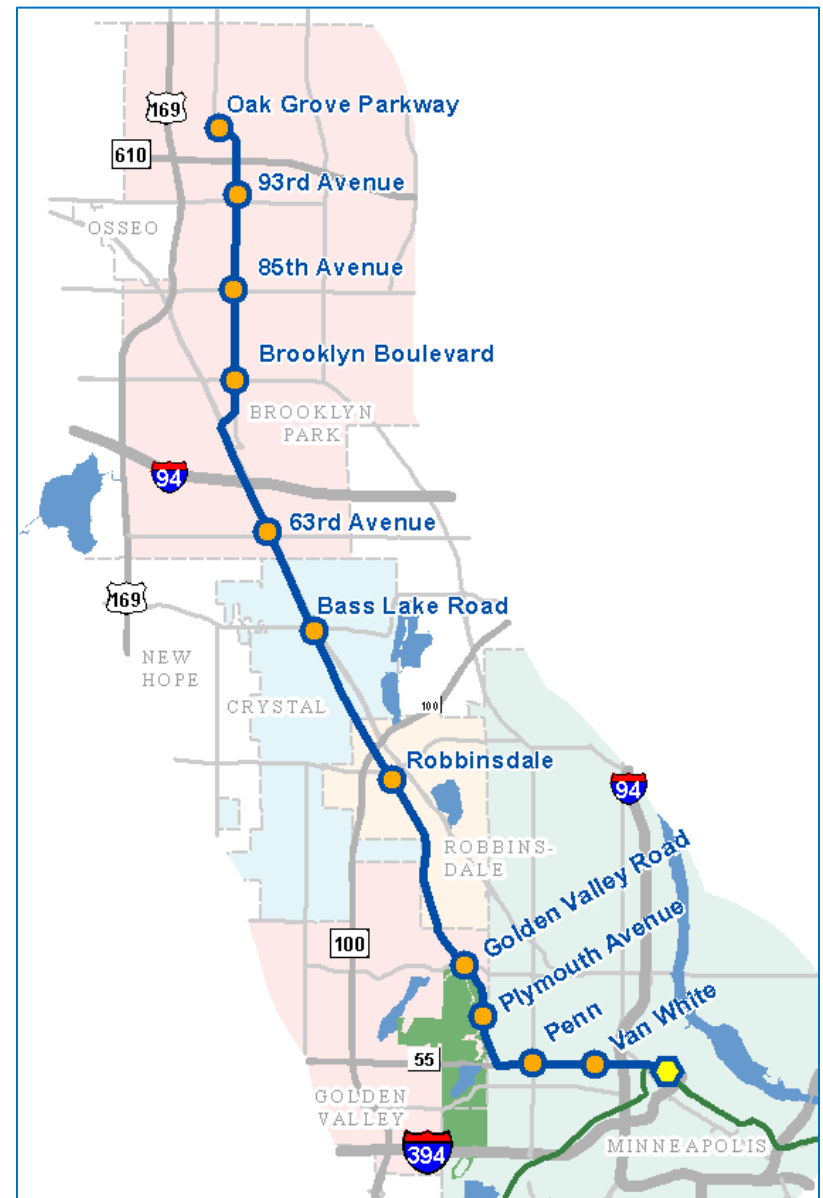 169
Oak Grove Parkway
610
93rd Avenue
OSSEO
85th Avenue
Brooklyn Boulevard
BROOKLYN
PARK
94
63rd Avenue
169
Bass Lake Road
NEW
HOPE
CRYSTAL
100
Robbinsdale
94
ROBBINS-
DALE
Golden Valley Road
100
Plymouth Avenue
Penn
Van White
55
GOLDEN
VALLEY
394
MINNEAPOLIS